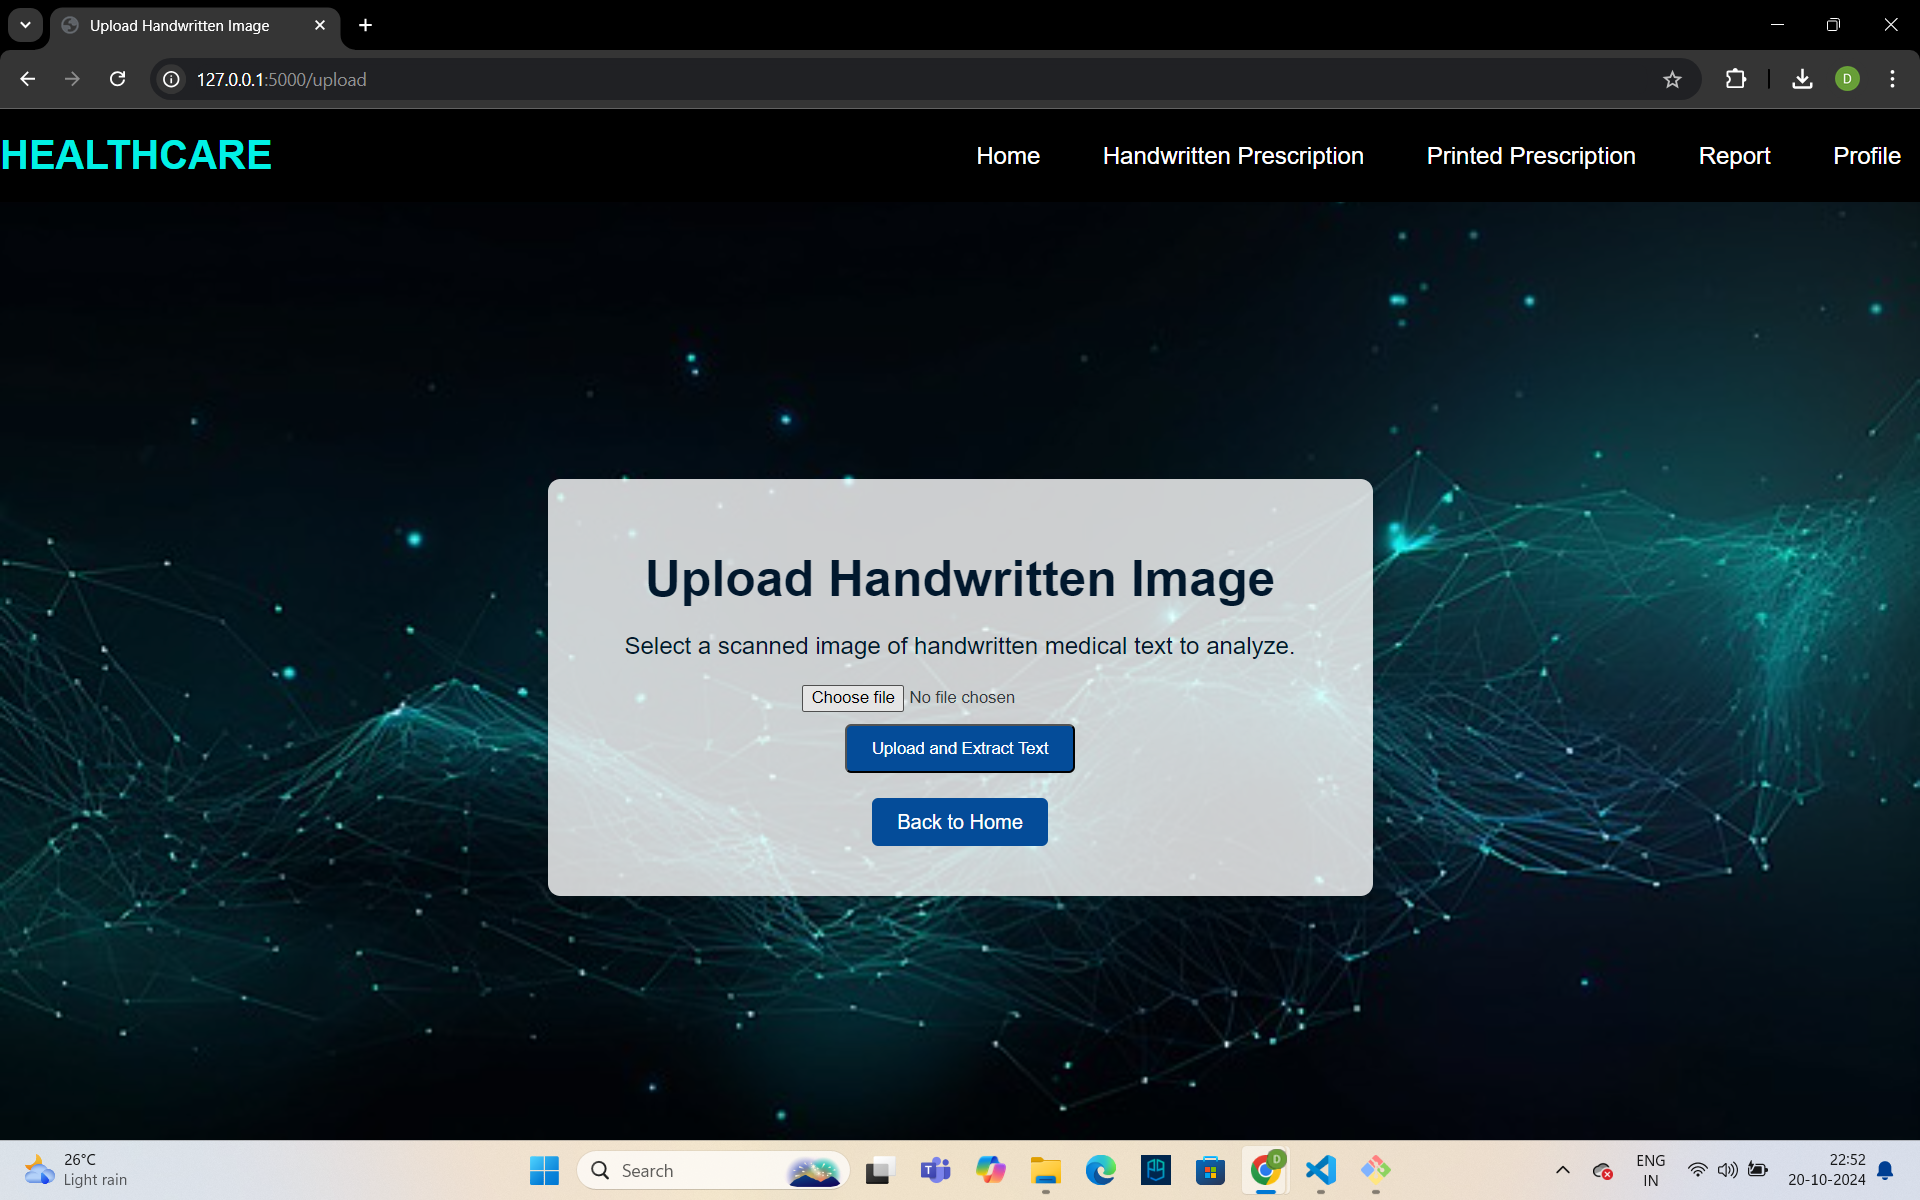 Upload Handwritten Image
127.0.0.1:5000/upload
D
HEALTHCARE
Home Handwritten Prescription Printed Prescription Report Profile
Upload Handwritten Image
Select a scanned image of handwritten medical text to analyze.
Choose file No file chosen
Upload and Extract Text
Back to Home
26°C
Light rain
Search
D
ENG
IN
22:52
20-10-2024